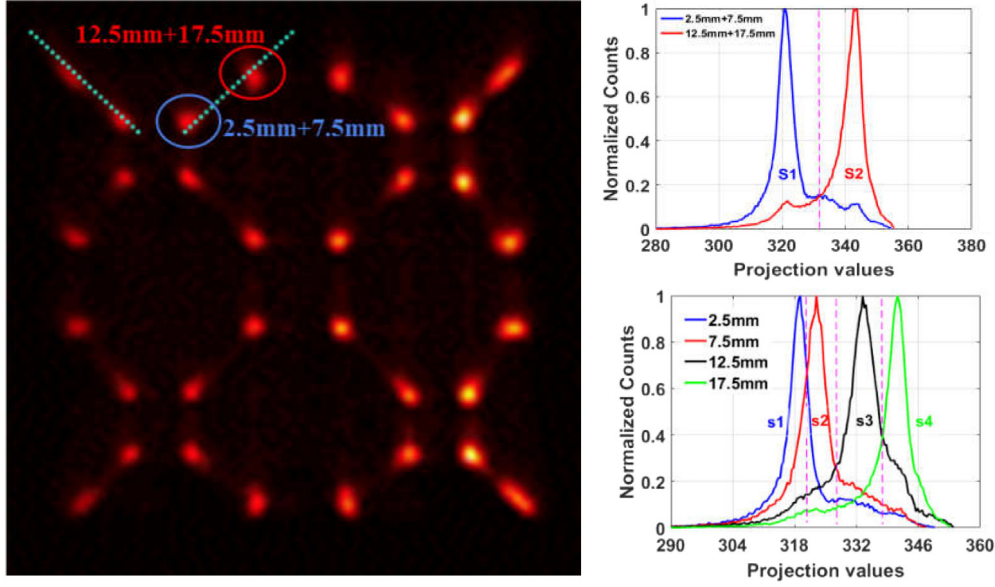 12.5mm+17.5mm
2.5mm+7.5mm
Normalized Counts
1
0.8
0.6
0.4
0.2
0
2.5mm+7.5mm
12.5mm+17.5mm
S1
S2
280 300 320 340 360 380
Projection values
Normalized Counts
1
0.8
0.6
0.4
0.2
0
2.5mm
7.5mm
12.5mm
17.5mm
s1 s2 s3 s4
290 304 318 332 346 360
Projection values